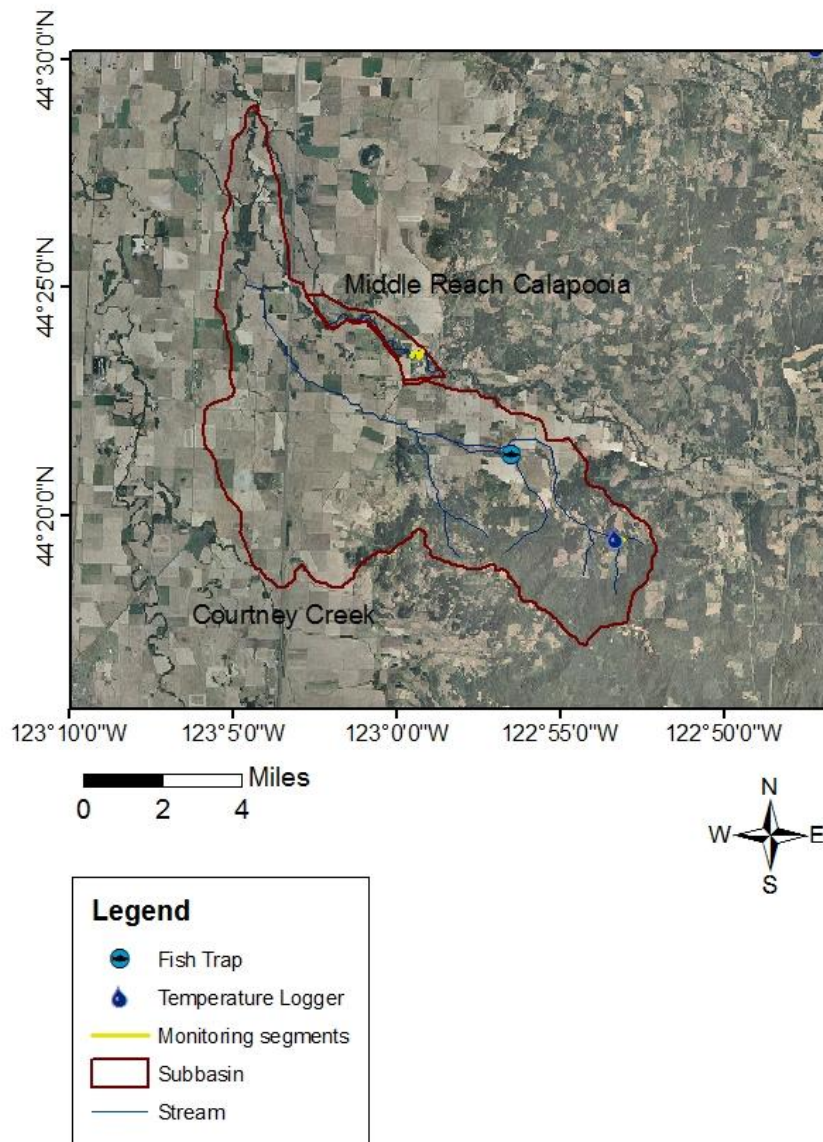 44°30'0"N
44°25'0"N
44°20'0"N
Middle Reach Calapooia
Courtney Creek
123°10'0"W
123°5'0"W
123°0'0"W
122°55'0"W
122°50'0"W
Miles
0 2 4
N
W E
S
Legend
Fish Trap
Temperature Logger
Monitoring segments
Subbasin
Stream